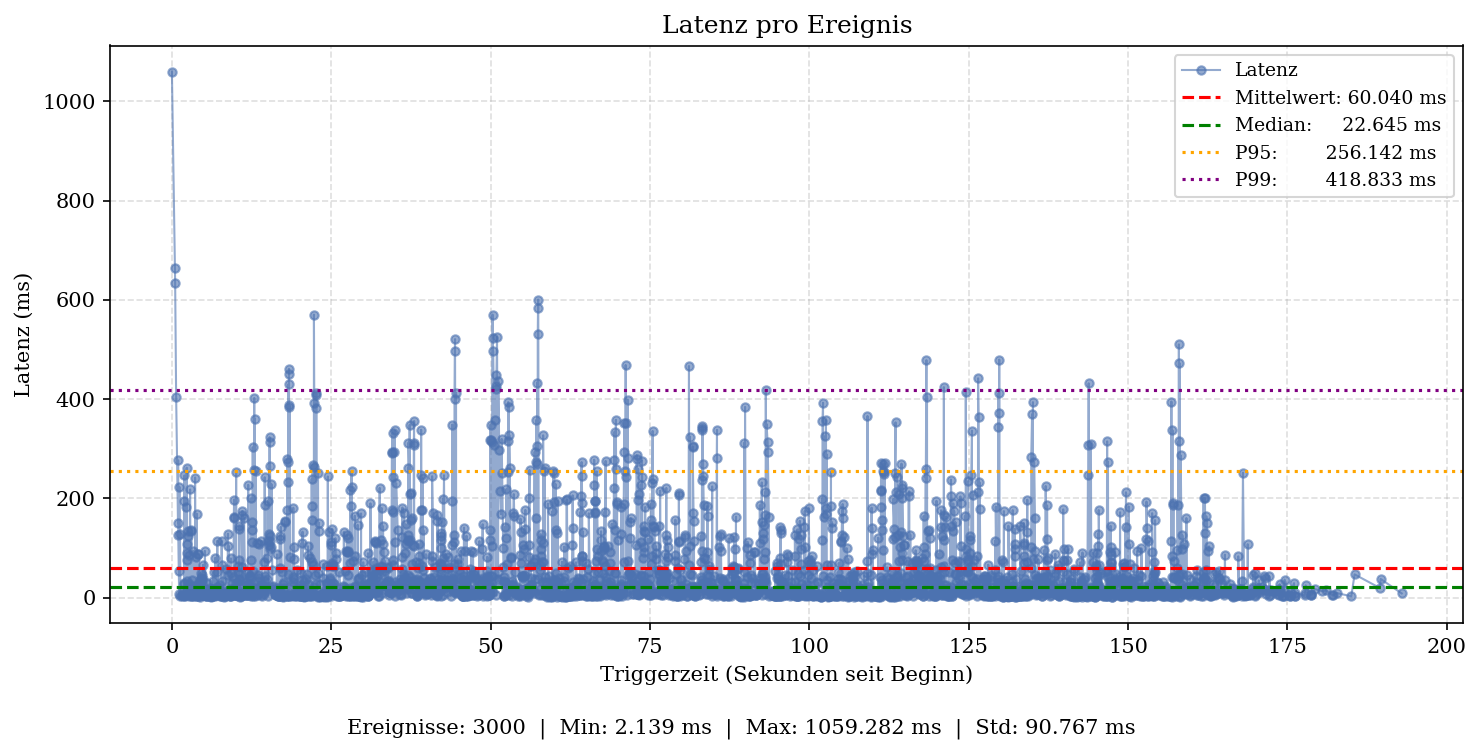 Latenz pro Ereignis
Latenz (ms)
1000
800
600
400
200
0
Latenz
Mittelwert: 60.040 ms
Median: 22.645 ms
P95: 256.142 ms
P99: 418.833 ms
0 25 50 75 100 125 150 175 200
Triggerzeit (Sekunden seit Beginn)
Ereignisse: 3000 | Min: 2.139 ms | Max: 1059.282 ms | Std: 90.767 ms